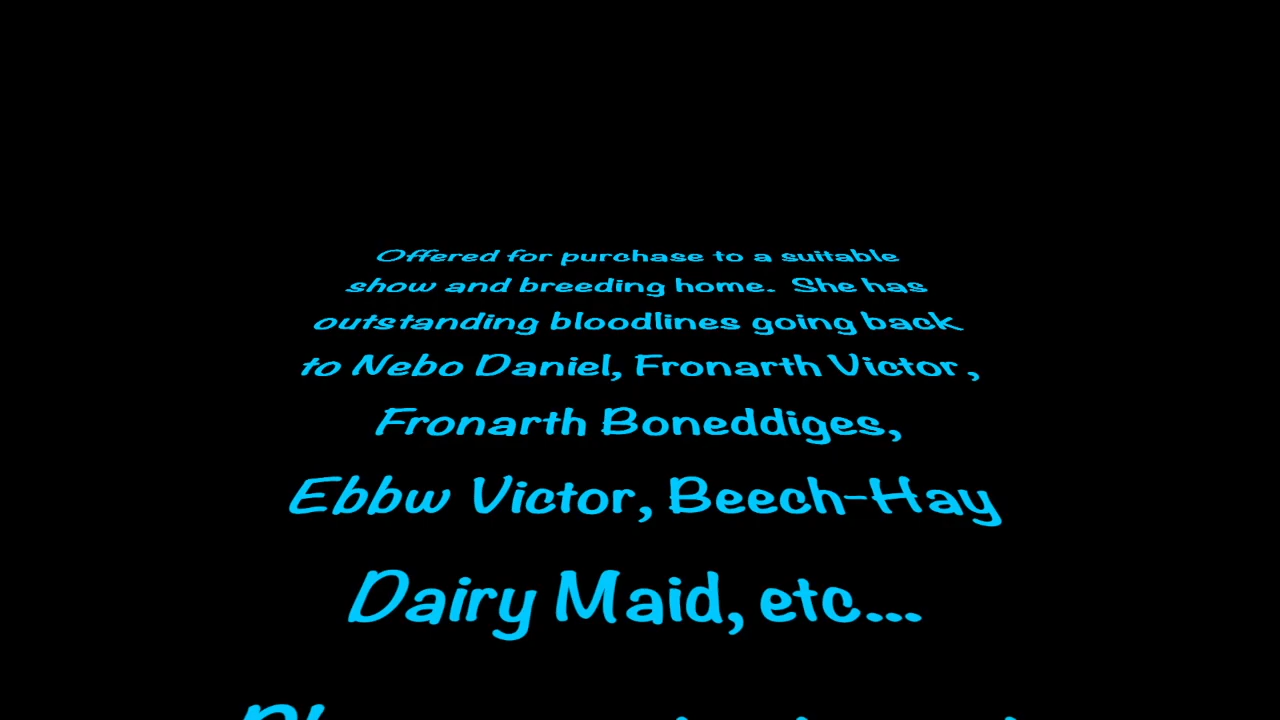 Offered for purchase to a suitable
show and breeding home.  She has
outstanding bloodlines going back
to Nebo Daniel, Fronarth Victor,
Fronarth Boneddiges,
Ebbw Victor, Beech-Hay
Dairy Maid, etc...